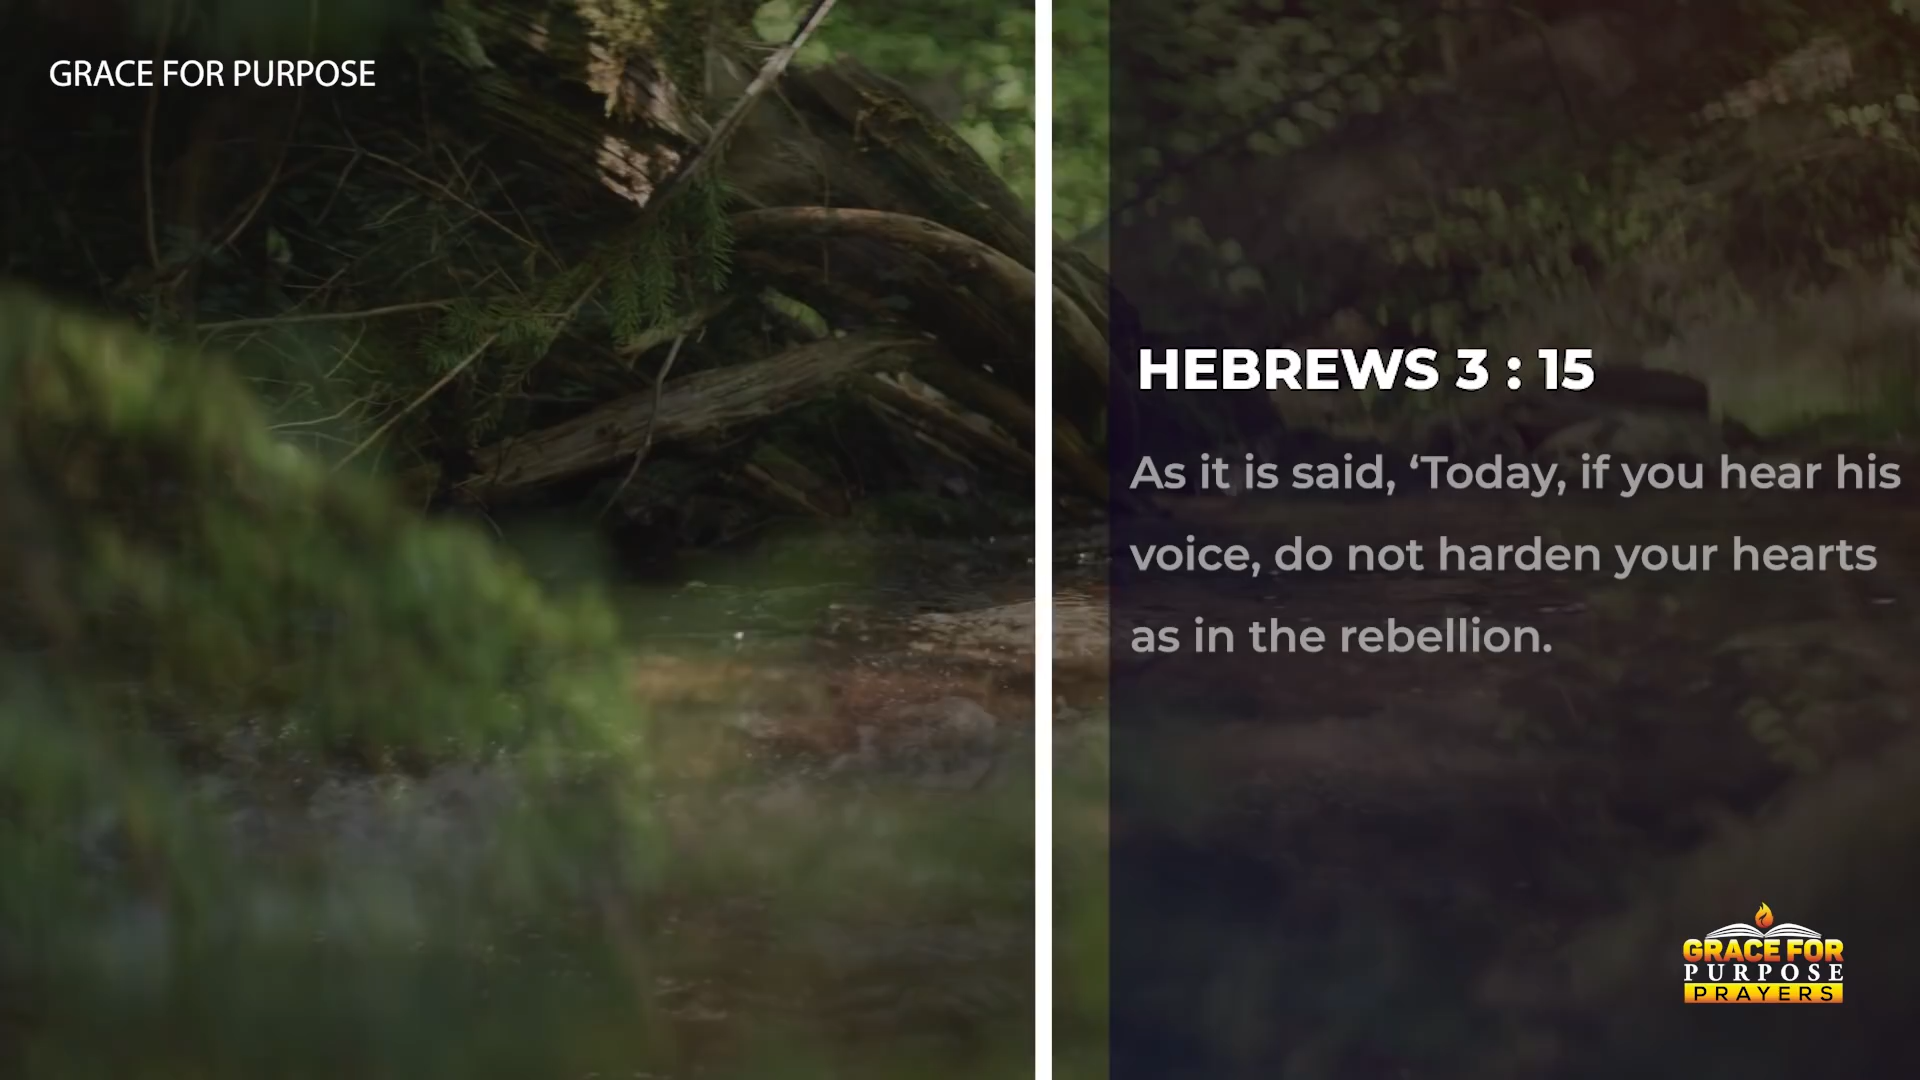 GRACE FOR PURPOSE
HEBREWS 3 : 15
As it is said, ‘Today, if you hear his
voice, do not harden your hearts
as in the rebellion.
GRACE FOR
PURPOSE
PRAYERS